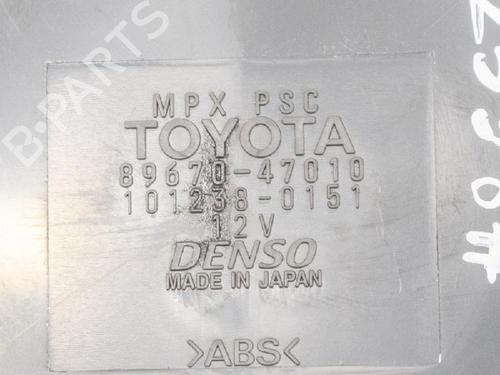 B-PARTS
MPX PSC
TOYOTA
89670-47010
101238-0151
12V
DENSO
MADE IN JAPAN
>ABS<